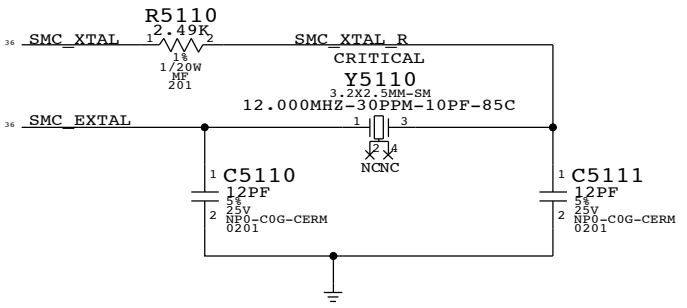 R5110
2.49K
36 SMC_XTAL 1 2 SMC_XTAL_R
1%
1/20W
MF
201
CRITICAL
Y5110
3.2X2.5MM-SM
12.000MHZ-30PPM-10PF-85C
36 SMC_EXTAL 1 3
2 4
NC NC
1 C5110
12PF
5%
25V
2 NP0-C0G-CERM
0201
1 C5111
12PF
5%
25V
2 NP0-C0G-CERM
0201